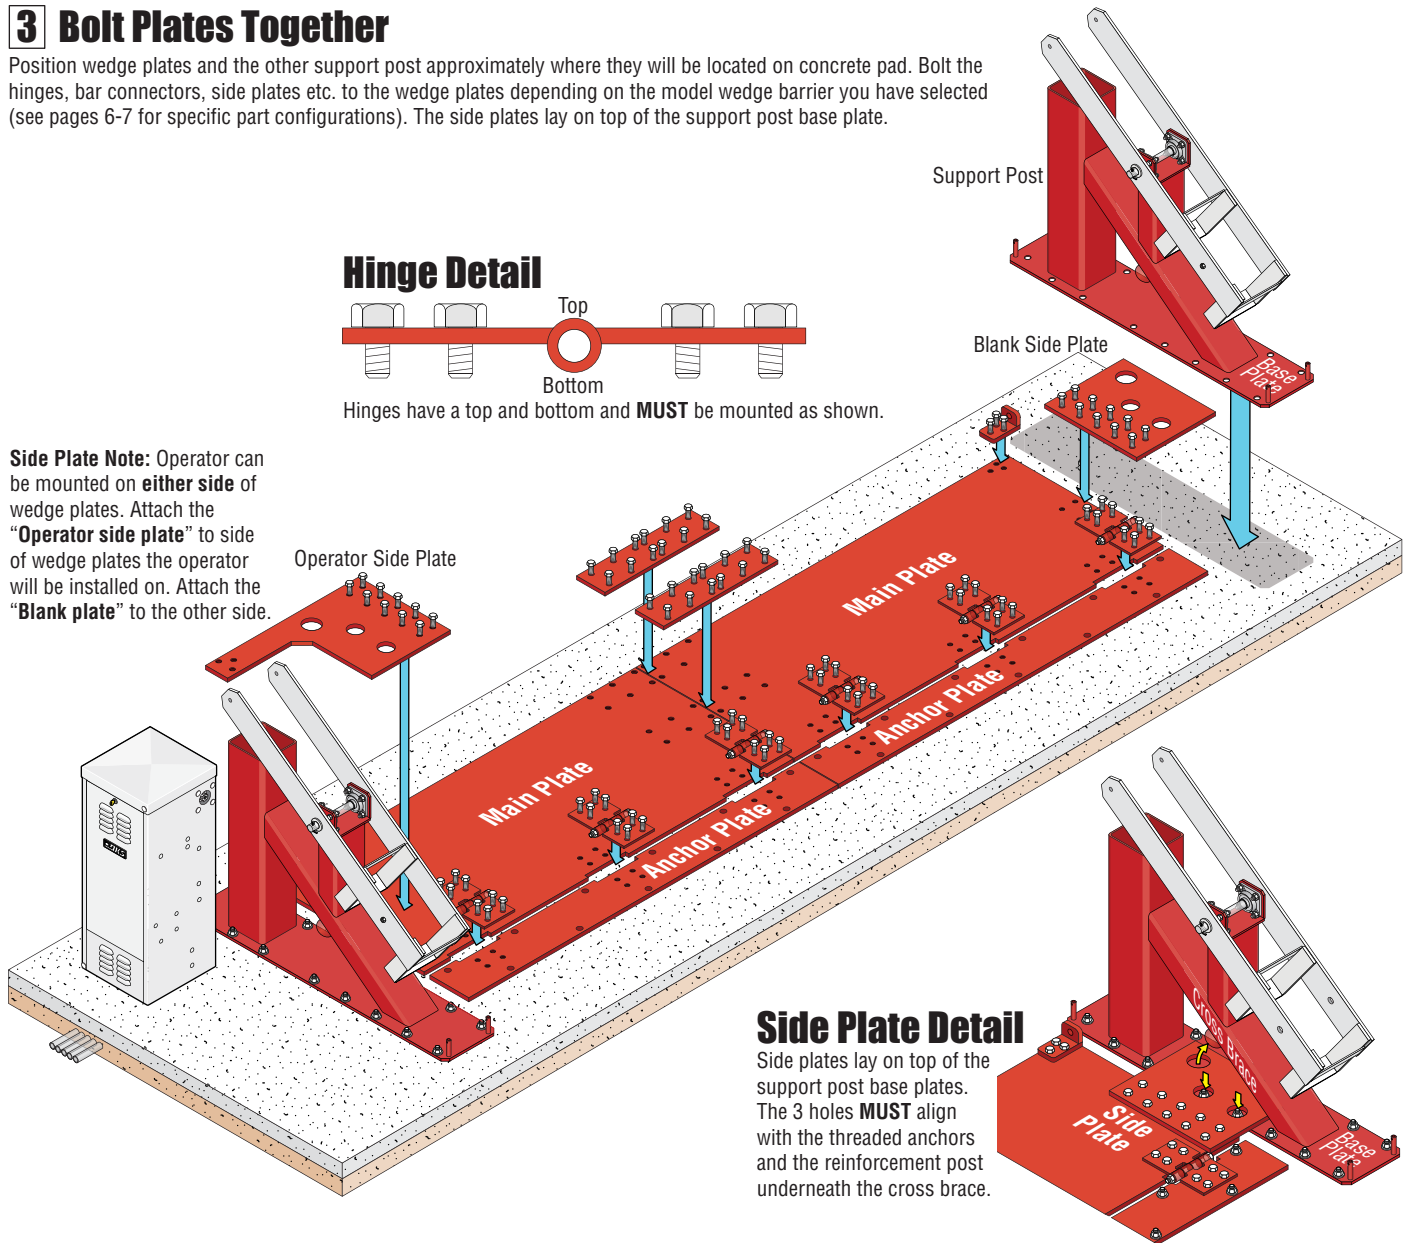 3 Bolt Plates Together
Position wedge plates and the other support post approximately where they will be located on concrete pad. Bolt the
hinges, bar connectors, side plates etc. to the wedge plates depending on the model wedge barrier you have selected
(see pages 6-7 for specific part configurations). The side plates lay on top of the support post base plate.
Support Post
Base
Plate
Hinge Detail
Top
Bottom
Hinges have a top and bottom and MUST be mounted as shown.
Blank Side Plate
Side Plate Note: Operator can
be mounted on either side of
wedge plates. Attach the
“Operator side plate” to side
of wedge plates the operator
will be installed on. Attach the
“Blank plate” to the other side.
Operator Side Plate
Main Plate
Anchor Plate
Main Plate
Anchor Plate
Side Plate Detail
Side plates lay on top of the
support post base plates.
The 3 holes MUST align
with the threaded anchors
and the reinforcement post
underneath the cross brace.
Cross Brace
Side
Plate
Base
Plate